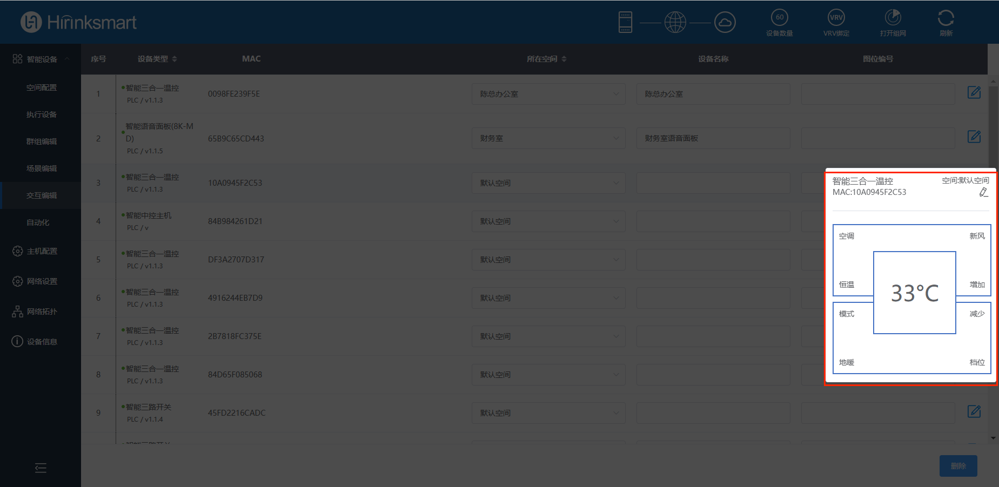 Hirinksmart
60
设备数量
VRV
VRV绑定
打开组网
刷新
智能设备
空间配置
执行设备
群组编辑
场景编辑
交互编辑
自动化
主机配置
网络设置
网络拓扑
设备信息
序号 设备类型 MAC 所在空间 设备名称 图位编号
1 智能三合一温控 0098FE239F5E 陈总办公室 陈总办公室
PLC / v1.1.3
智能语音面板(8K-M
2 D) 65B9C65CD443 财务室 财务室语音面板
PLC / v1.1.5
3 智能三合一温控 10A0945F2C53 默认空间
PLC / v1.1.3
4 智能中控主机 84B984261D21 默认空间
PLC / v
5 智能三合一温控 DF3A2707D317 默认空间
PLC / v1.1.3
6 智能三合一温控 4916244EB7D9 默认空间
PLC / v1.1.3
7 智能三合一温控 2B7818FC375E 默认空间
PLC / v1.1.3
8 智能三合一温控 84D65F085068 默认空间
PLC / v1.1.3
9 智能三路开关 45FD2216CADC 默认空间
PLC / v1.1.4
智能三合一温控 空间:默认空间
MAC:10A0945F2C53
空调 新风
恒温 增加
33°C
模式 减少
地暖 档位
删除